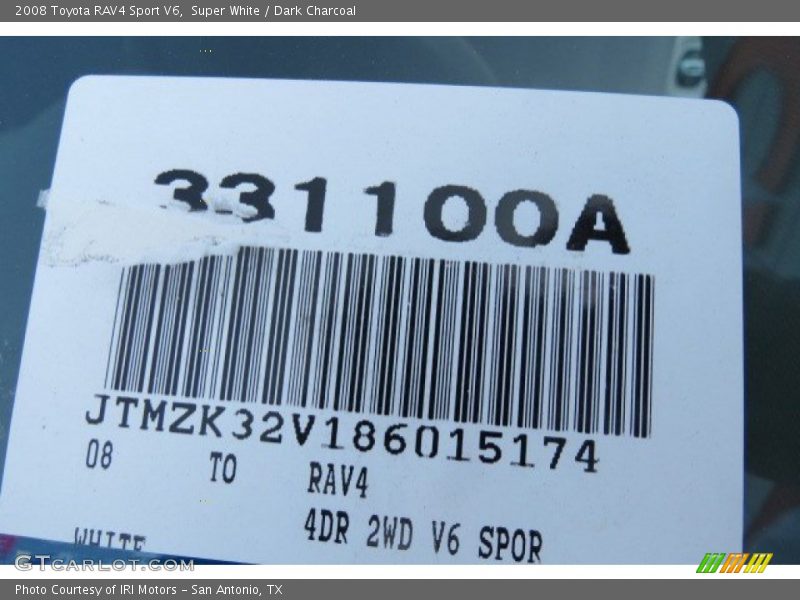 2008 Toyota RAV4 Sport V6,  Super White / Dark Charcoal
331100A
JTMZK32V186015174
08 TO RAV4
4DR 2WD V6 SPOR
WHITE
GTCARLOT.COM
Photo Courtesy of IRI Motors - San Antonio, TX